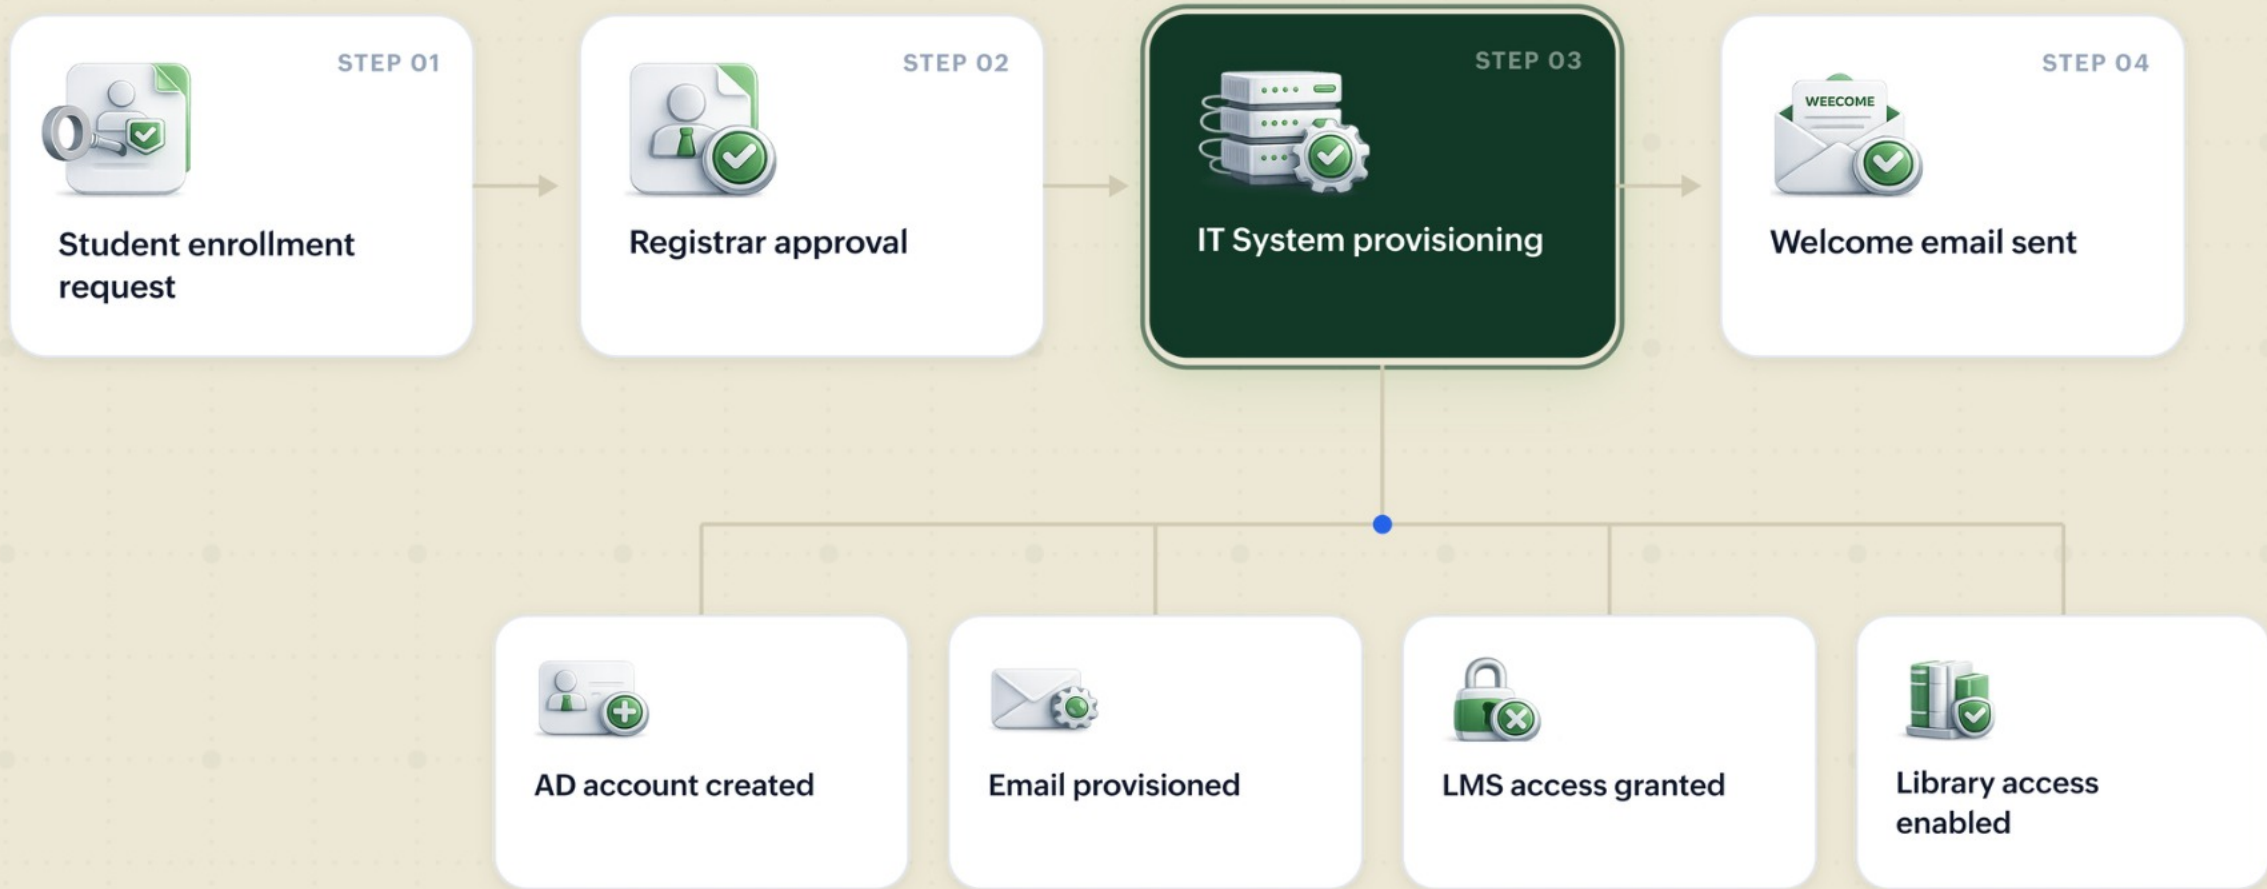 STEP 01
Student enrollment
request
STEP 02
Registrar approval
STEP 03
IT System provisioning
STEP 04
WEECOME
Welcome email sent
AD account created
Email provisioned
LMS access granted
Library access
enabled